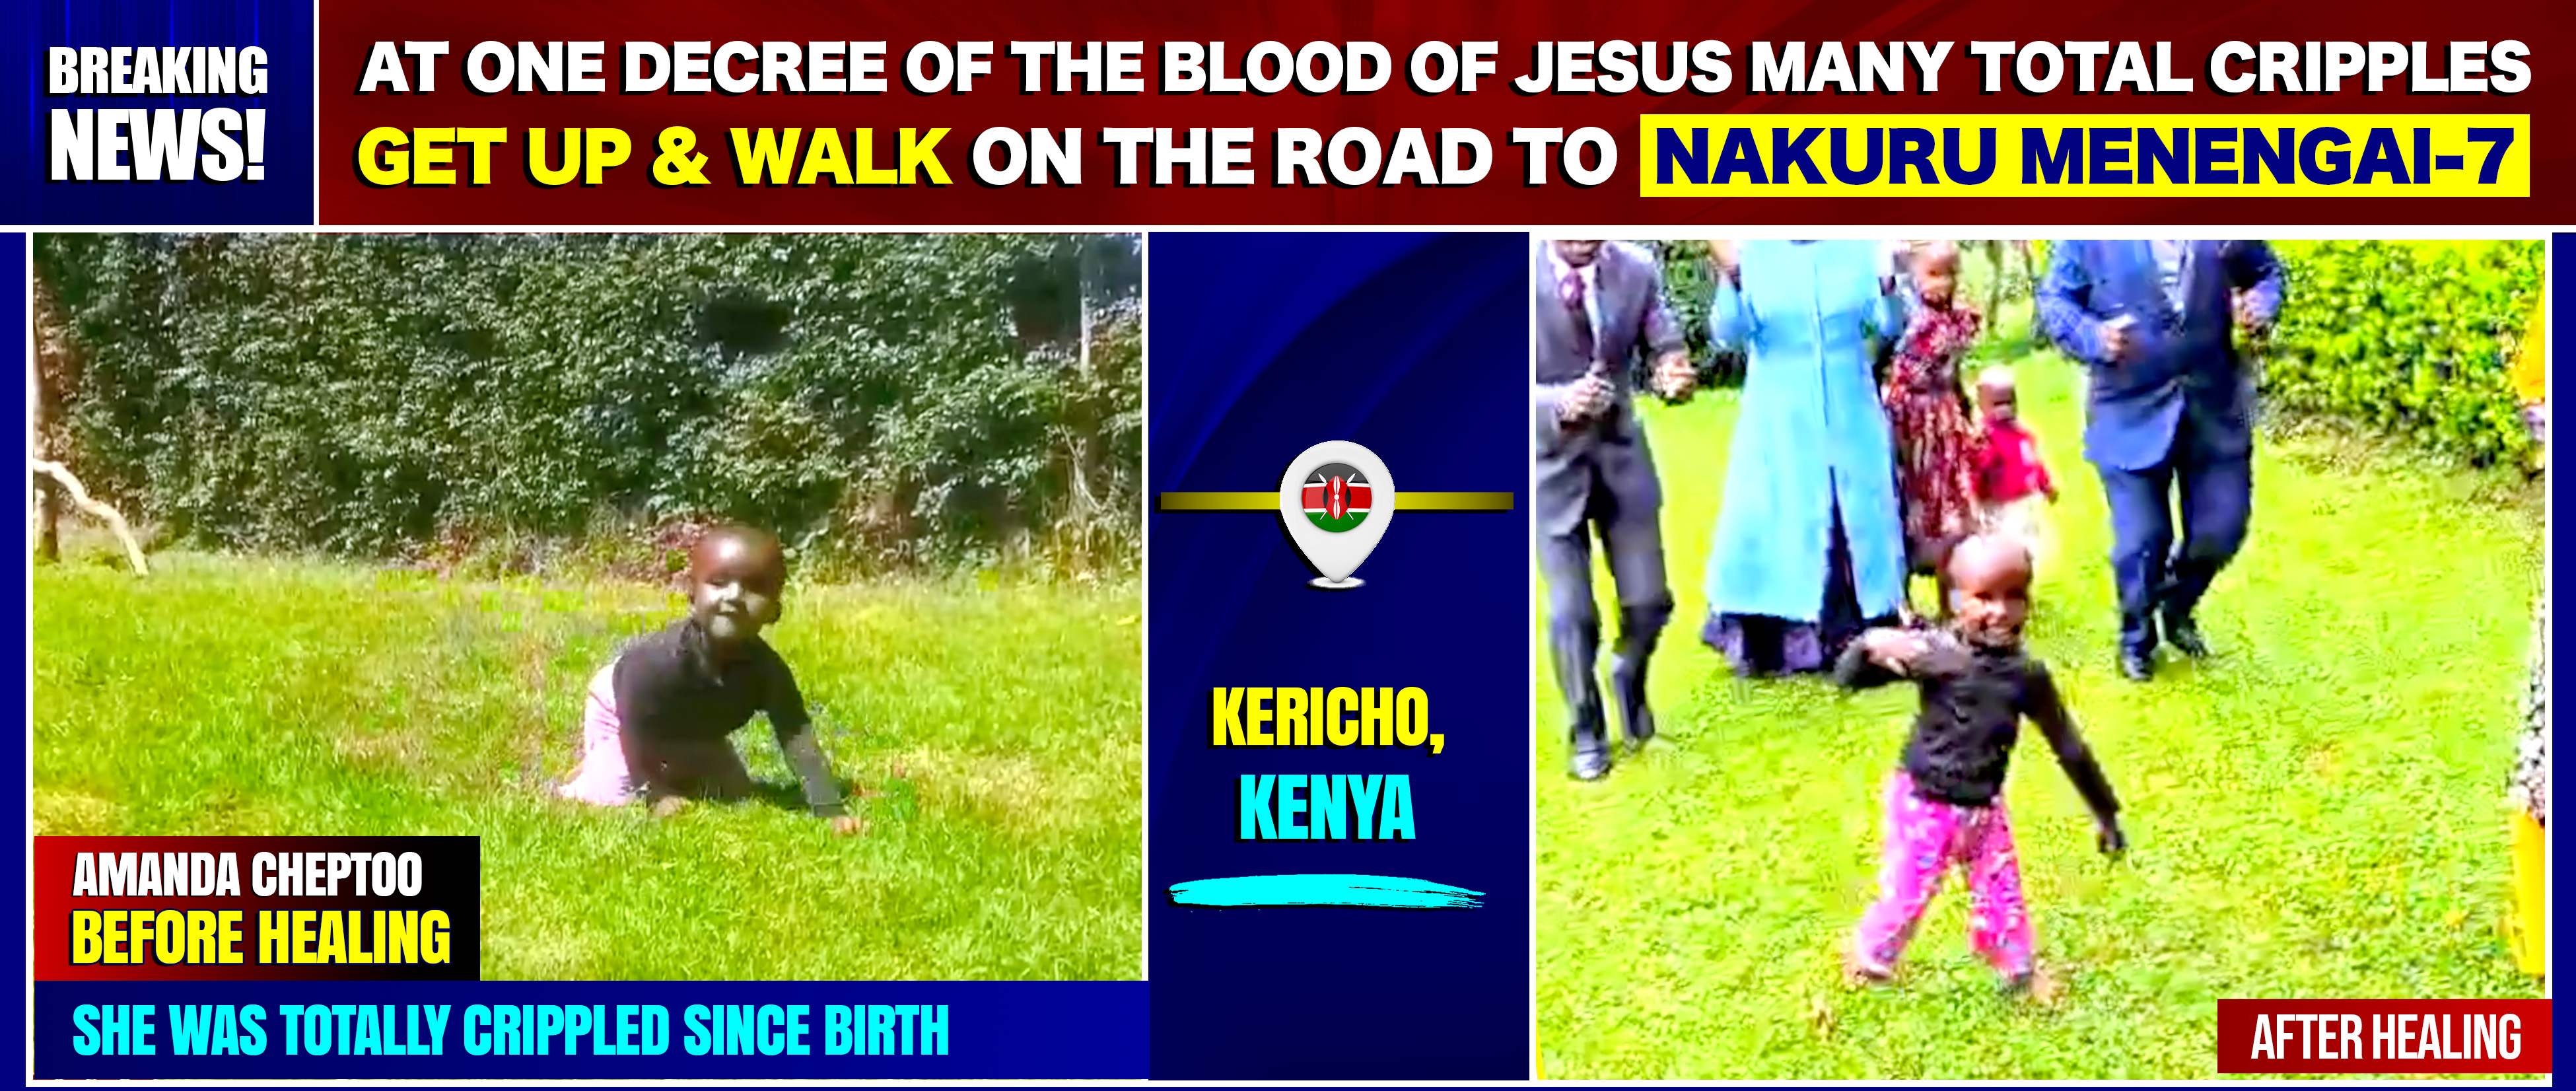 BREAKING
NEWS!
AT ONE DECREE OF THE BLOOD OF JESUS MANY TOTAL CRIPPLES
GET UP & WALK ON THE ROAD TO NAKURU MENENGAI-7
AMANDA CHEPTOO
BEFORE HEALING
SHE WAS TOTALLY CRIPPLED SINCE BIRTH
KERICHO,
KENYA
AFTER HEALING